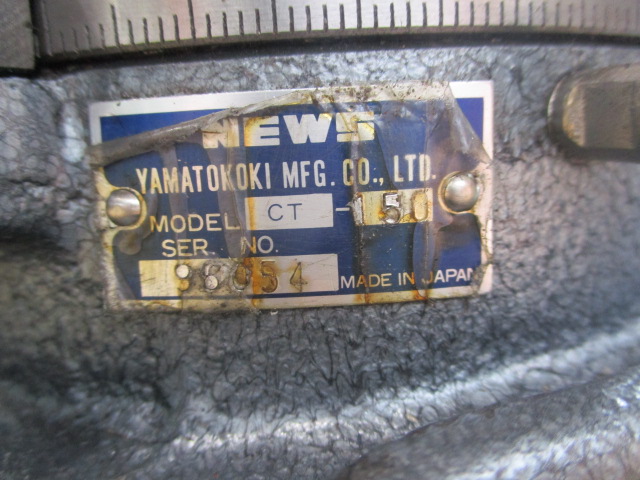 NEWS
YAMATOKOKI MFG. CO., LTD.
MODEL CT -150
SER. NO.
MADE IN JAPAN